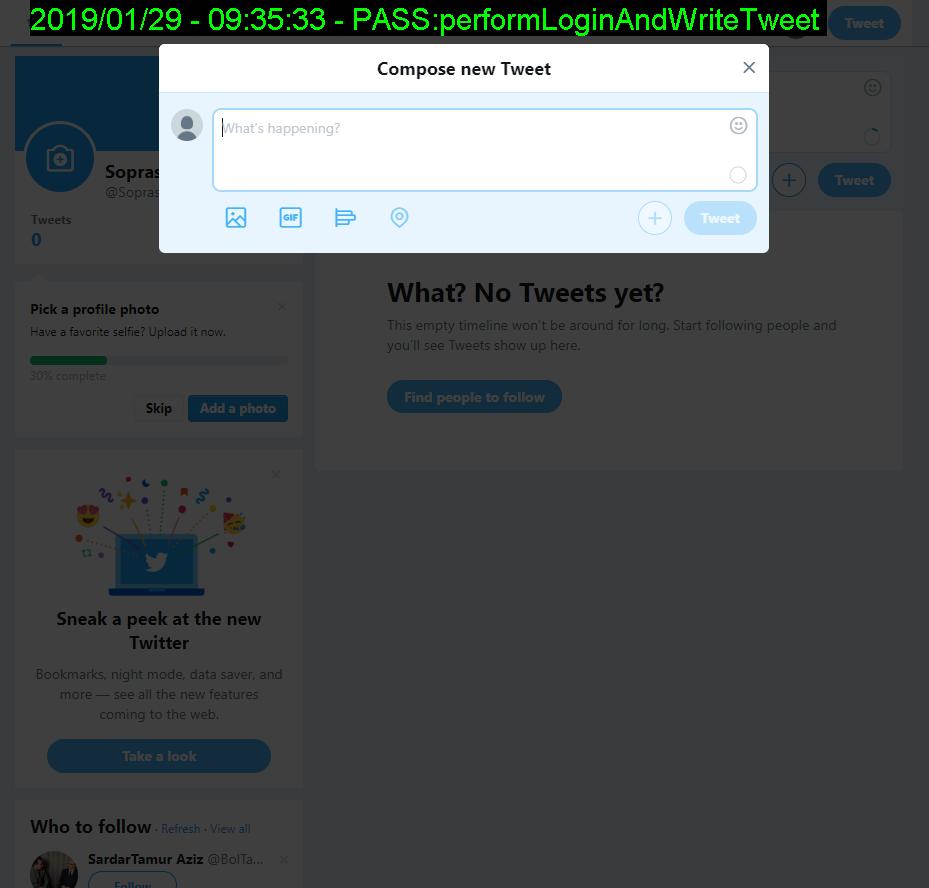 2019/01/29 - 09:35:33 - PASS:performLoginAndWriteTweet
Tweet
Compose new Tweet
What's happening?
GIF
Tweet
Tweet
Sopras
@Sopras
Tweets
0
Pick a profile photo
Have a favorite selfie? Upload it now.
30% complete
Skip
Add a photo
What? No Tweets yet?
This empty timeline won't be around for long. Start following people and
you'll see Tweets show up here.
Find people to follow
Sneak a peek at the new
Twitter
Bookmarks, night mode, data saver, and
more — see all the new features
coming to the web.
Take a look
Who to follow · Refresh · View all
SardarTamur Aziz @BolTa...
Follow